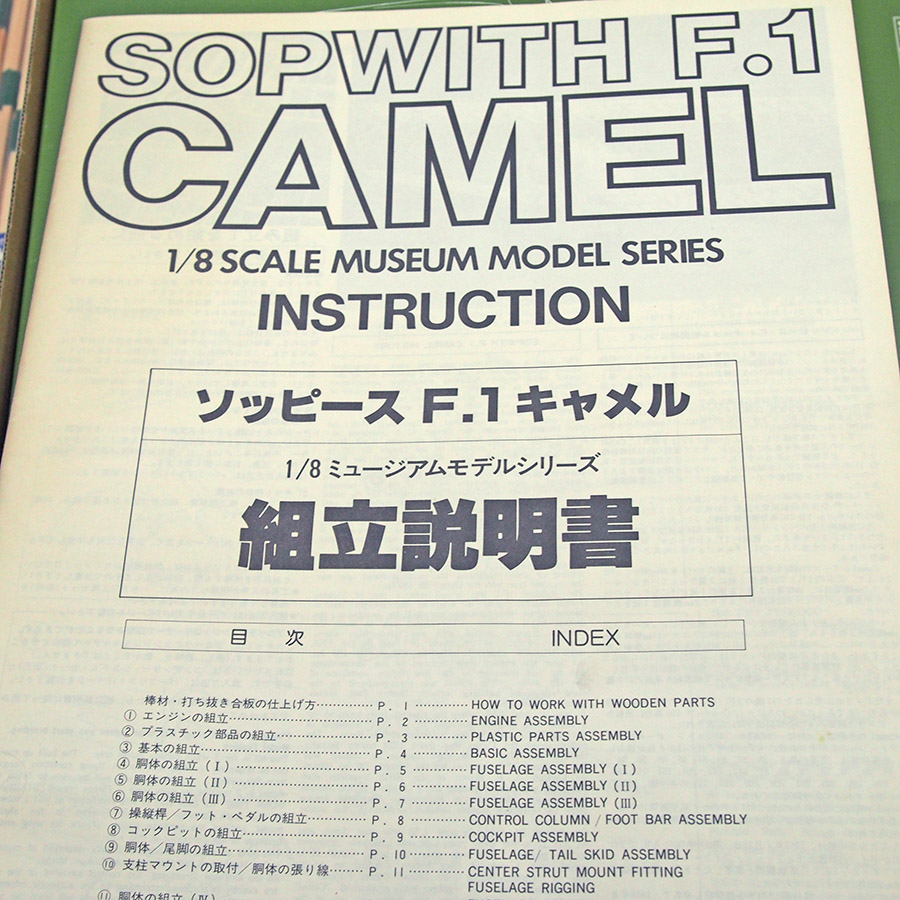 SOPWITH F.1
CAMEL
1/8 SCALE MUSEUM MODEL SERIES
INSTRUCTION
ソッピース F.1 キャメル
1/8 ミュージアムモデルシリーズ
組立説明書
目 次 INDEX
棒材・打ち抜き合板の仕上げ方…………P. 1…………HOW TO WORK WITH WOODEN PARTS
① エンジンの組立…………P. 2…………ENGINE ASSEMBLY
② プラスチック部品の組立…………P. 3…………PLASTIC PARTS ASSEMBLY
③ 基本の組立…………P. 4…………BASIC ASSEMBLY
④ 胴体の組立 (I)…………P. 5…………FUSELAGE ASSEMBLY (I)
⑤ 胴体の組立 (II)…………P. 6…………FUSELAGE ASSEMBLY (II)
⑥ 胴体の組立 (III)…………P. 7…………FUSELAGE ASSEMBLY (III)
⑦ 操縦桿/フット・ペダルの組立…………P. 8…………CONTROL COLUMN / FOOT BAR ASSEMBLY
⑧ コックピットの組立…………P. 9…………COCKPIT ASSEMBLY
⑨ 胴体/尾脚の組立…………P. 10…………FUSELAGE/ TAIL SKID ASSEMBLY
⑩ 支柱マウントの取付/胴体の張り線……P. 11…………CENTER STRUT MOUNT FITTING
FUSELAGE RIGGING
⑪ 胴体の組立 (IV)